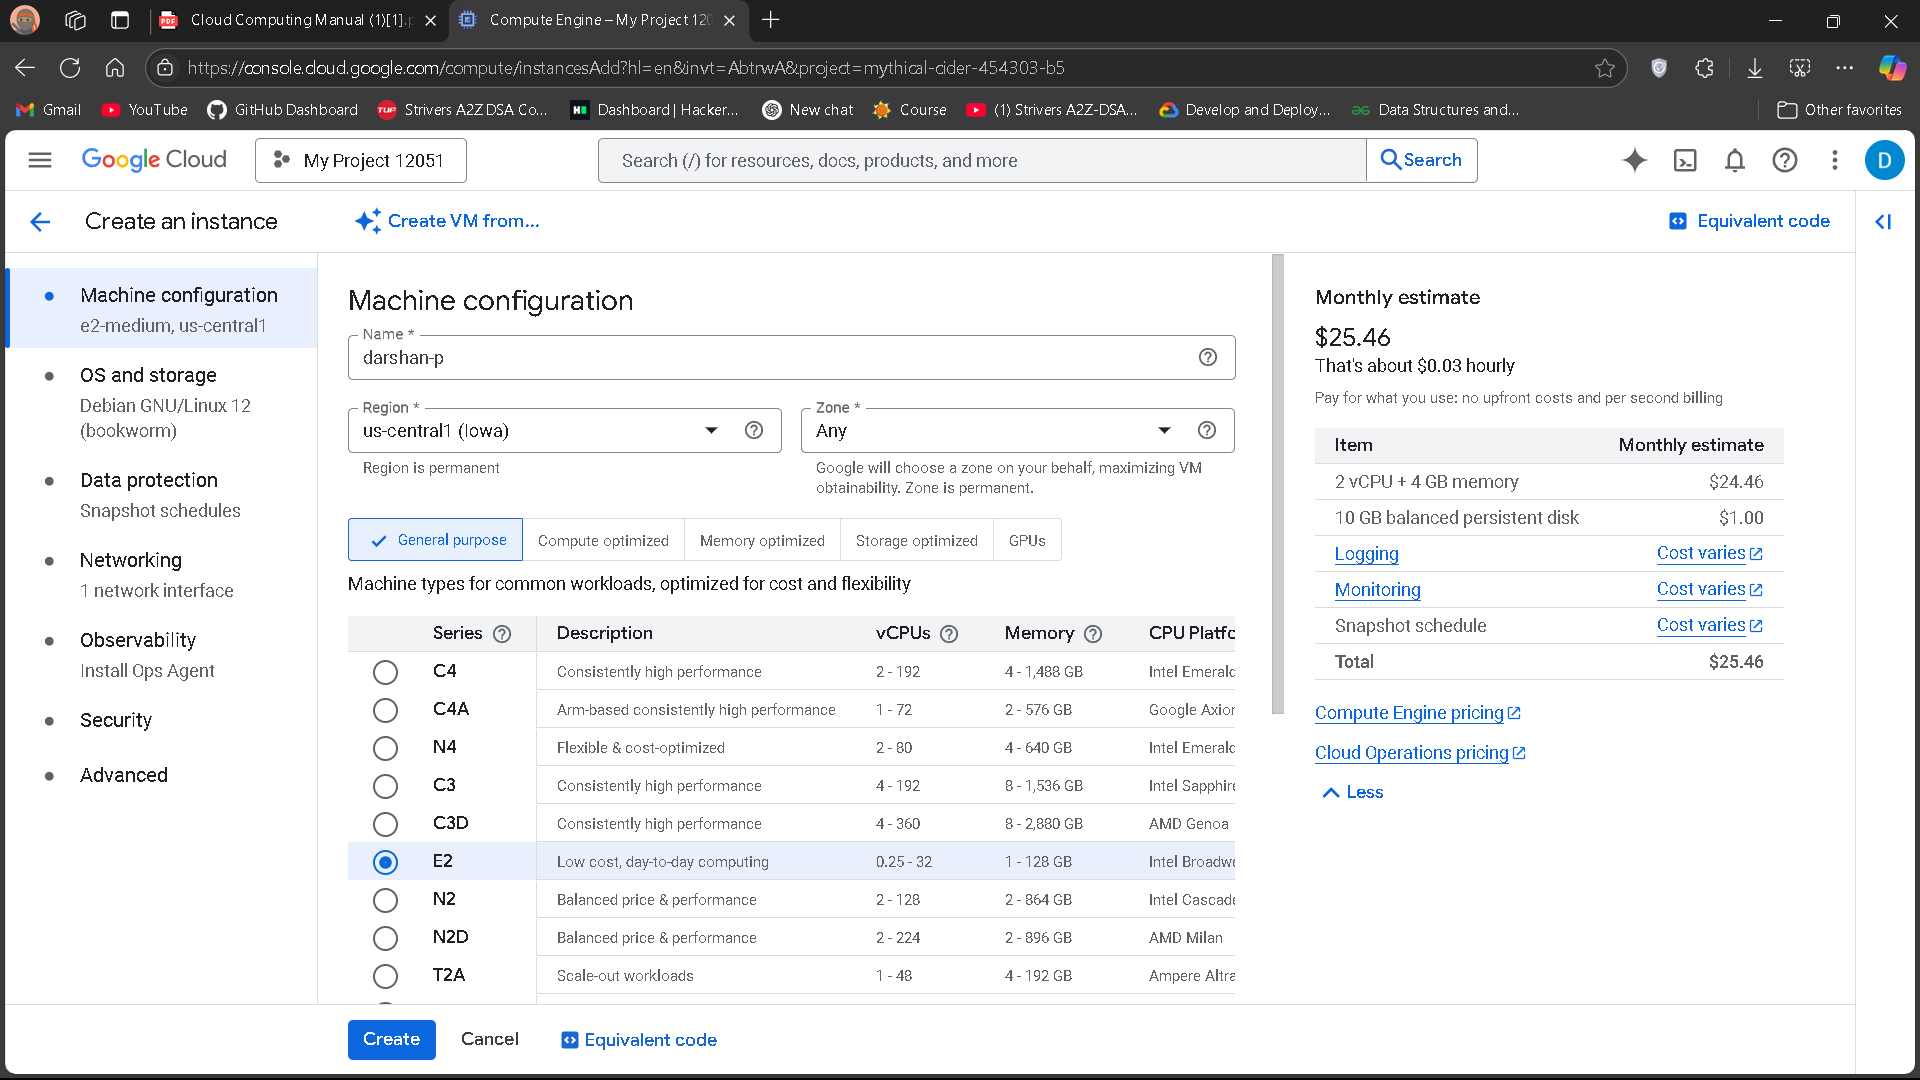 Cloud Computing Manual (1)[1].p
Compute Engine – My Project 120
https://console.cloud.google.com/compute/instancesAdd?hl=en&invt=AbtrwA&project=mythical-cider-454303-b5
Gmail
YouTube
GitHub Dashboard
Strivers A2Z DSA Co...
Dashboard | Hacker...
New chat
Course
(1) Strivers A2Z-DSA...
Develop and Deploy...
Data Structures and...
Other favorites
Google Cloud
My Project 12051
Search (/) for resources, docs, products, and more
Search
D
Create an instance
Create VM from...
Equivalent code
Machine configuration
e2-medium, us-central1
OS and storage
Debian GNU/Linux 12
(bookworm)
Data protection
Snapshot schedules
Networking
1 network interface
Observability
Install Ops Agent
Security
Advanced
Machine configuration
Name *
darshan-p
Region *
us-central1 (Iowa)
Region is permanent
Zone *
Any
Google will choose a zone on your behalf, maximizing VM
obtainability. Zone is permanent.
General purpose
Compute optimized
Memory optimized
Storage optimized
GPUs
Machine types for common workloads, optimized for cost and flexibility
Series Description vCPUs Memory CPU Platfo
C4 Consistently high performance 2 - 192 4 - 1,488 GB Intel Emerald
C4A Arm-based consistently high performance 1 - 72 2 - 576 GB Google Axion
N4 Flexible & cost-optimized 2 - 80 4 - 640 GB Intel Emerald
C3 Consistently high performance 4 - 192 8 - 1,536 GB Intel Sapphire
C3D Consistently high performance 4 - 360 8 - 2,880 GB AMD Genoa
E2 Low cost, day-to-day computing 0.25 - 32 1 - 128 GB Intel Broadwe
N2 Balanced price & performance 2 - 128 2 - 864 GB Intel Cascade
N2D Balanced price & performance 2 - 224 2 - 896 GB AMD Milan
T2A Scale-out workloads 1 - 48 4 - 192 GB Ampere Altra
Create
Cancel
Equivalent code
Monthly estimate
$25.46
That's about $0.03 hourly
Pay for what you use: no upfront costs and per second billing
Item Monthly estimate
2 vCPU + 4 GB memory $24.46
10 GB balanced persistent disk $1.00
Logging Cost varies
Monitoring Cost varies
Snapshot schedule Cost varies
Total $25.46
Compute Engine pricing
Cloud Operations pricing
Less